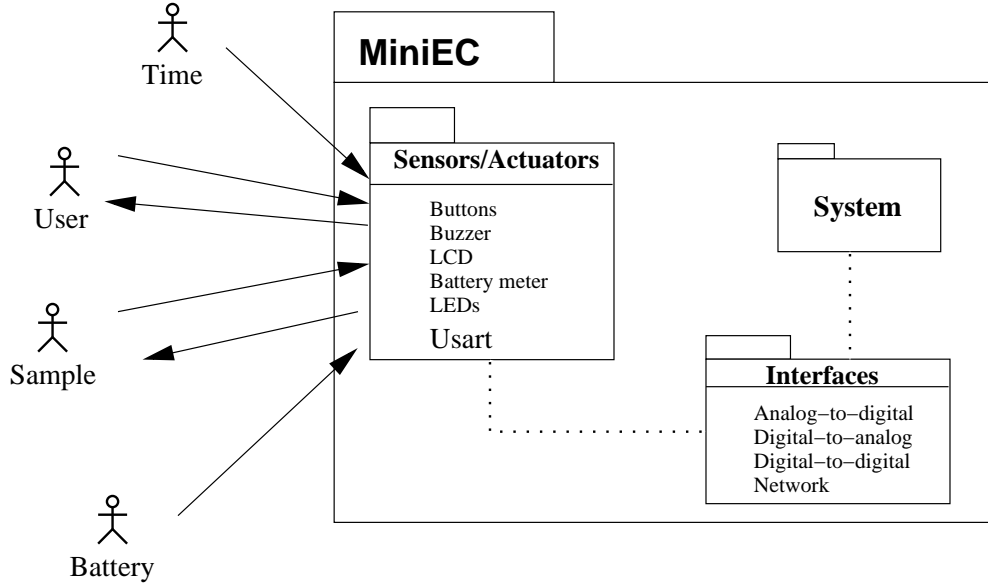 Time
User
Sample
Battery
MiniEC
Sensors/Actuators
Buttons
Buzzer
LCD
Battery meter
LEDs
Usart
System
Interfaces
Analog−to−digital
Digital−to−analog
Digital−to−digital
Network